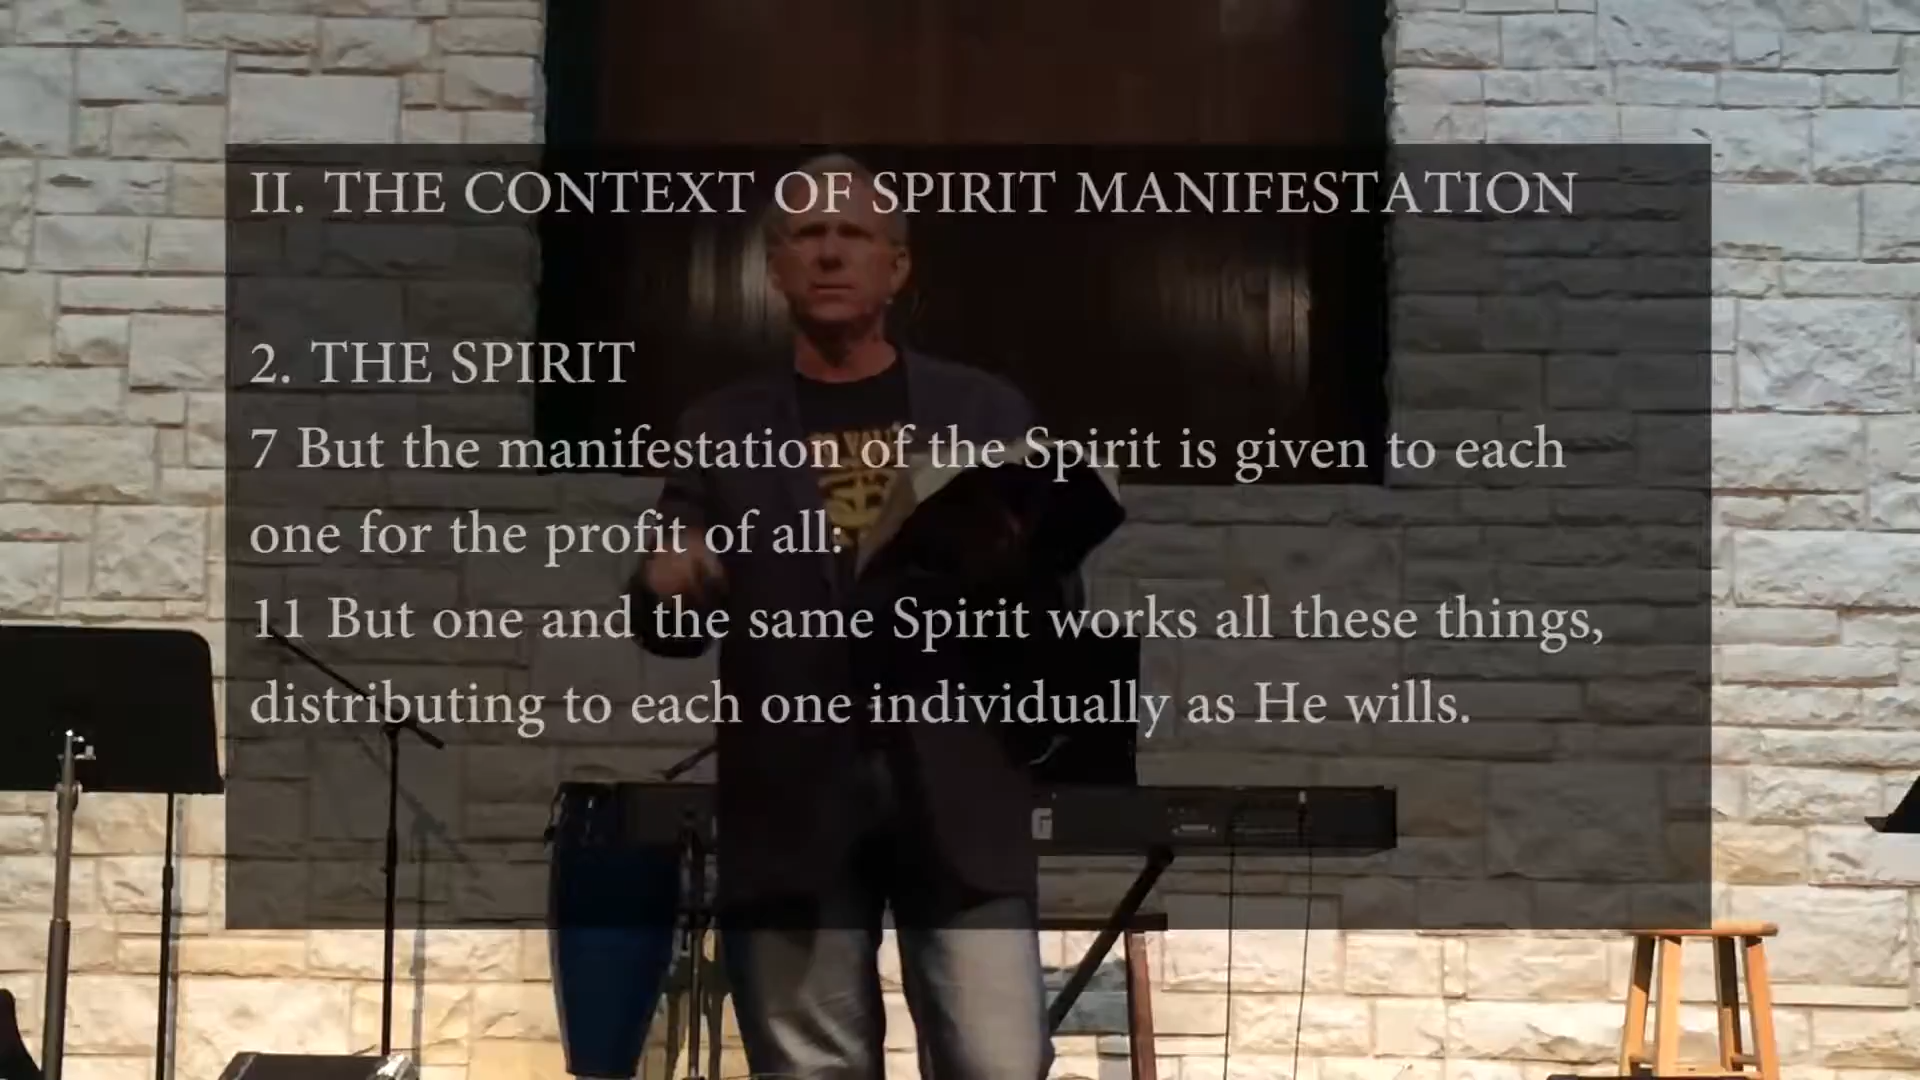 II. THE CONTEXT OF SPIRIT MANIFESTATION
2. THE SPIRIT
7 But the manifestation of the Spirit is given to each
one for the profit of all:
11 But one and the same Spirit works all these things,
distributing to each one individually as He wills.